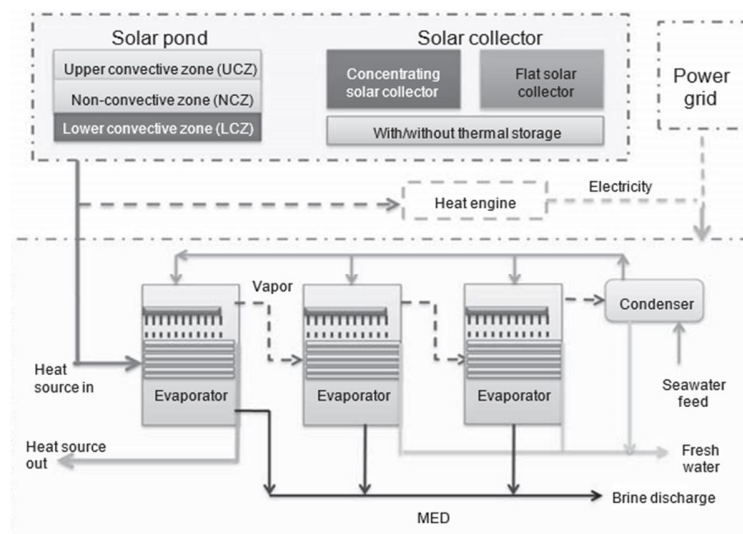 Solar pond
Solar collector
Upper convective zone (UCZ)
Non-convective zone (NCZ)
Lower convective zone (LCZ)
Concentrating
solar collector
Flat solar
collector
With/without thermal storage
Power
grid
Heat engine
Electricity
Vapor
Condenser
Heat
source in
Evaporator
Evaporator
Evaporator
Seawater
feed
Heat source
out
Fresh
water
Brine discharge
MED